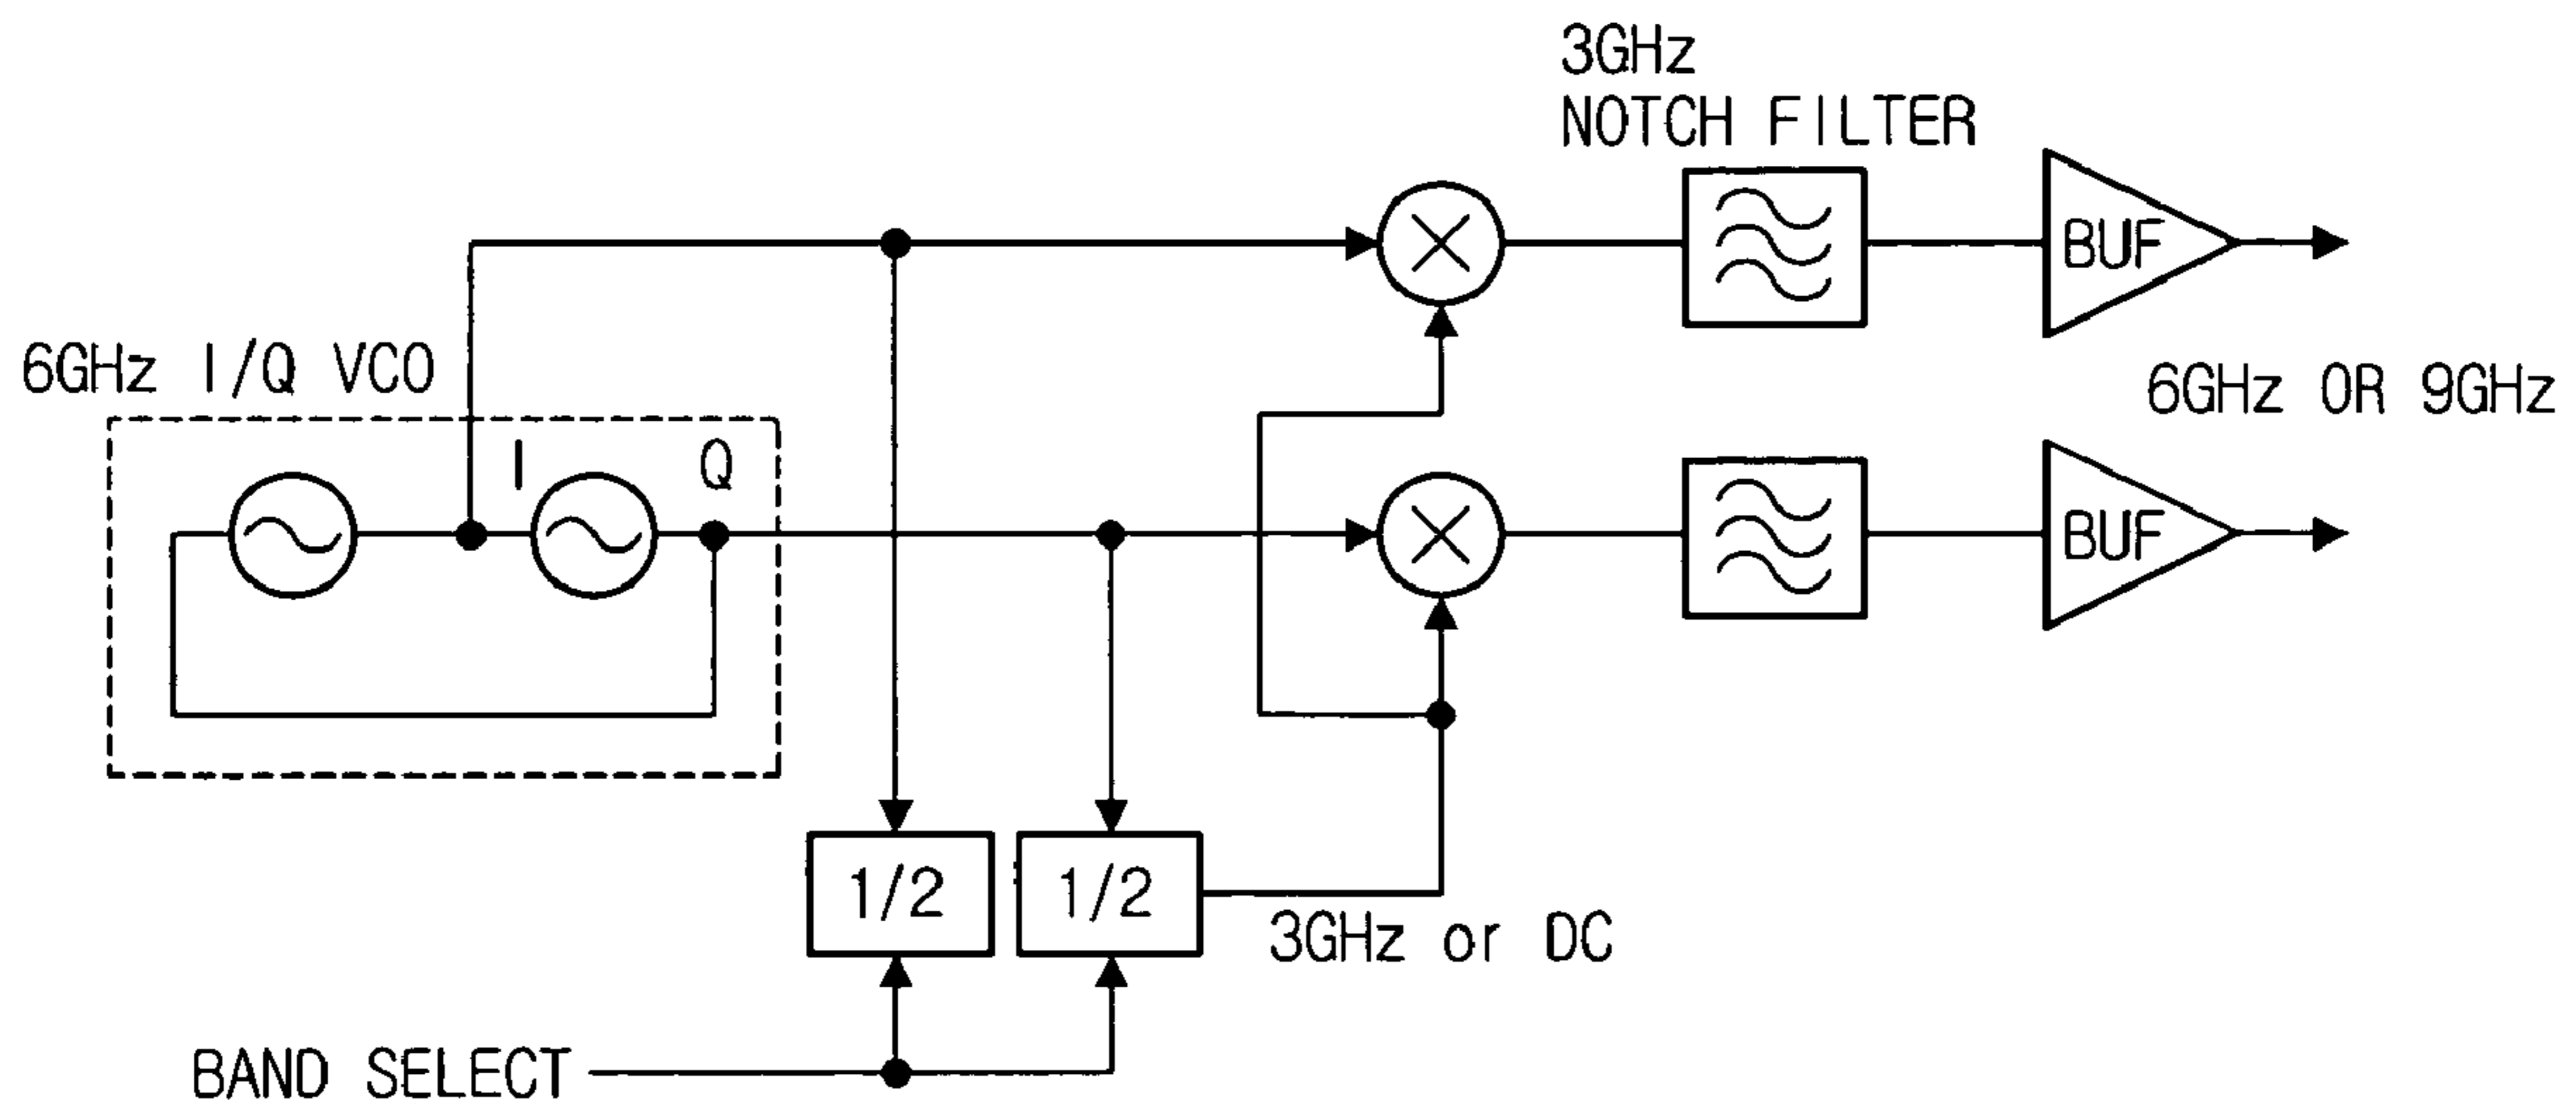 3GHz
NOTCH FILTER
BUF
6GHz I/Q VCO
6GHz OR 9GHz
I
Q
BUF
1/2
1/2
3GHz or DC
BAND SELECT